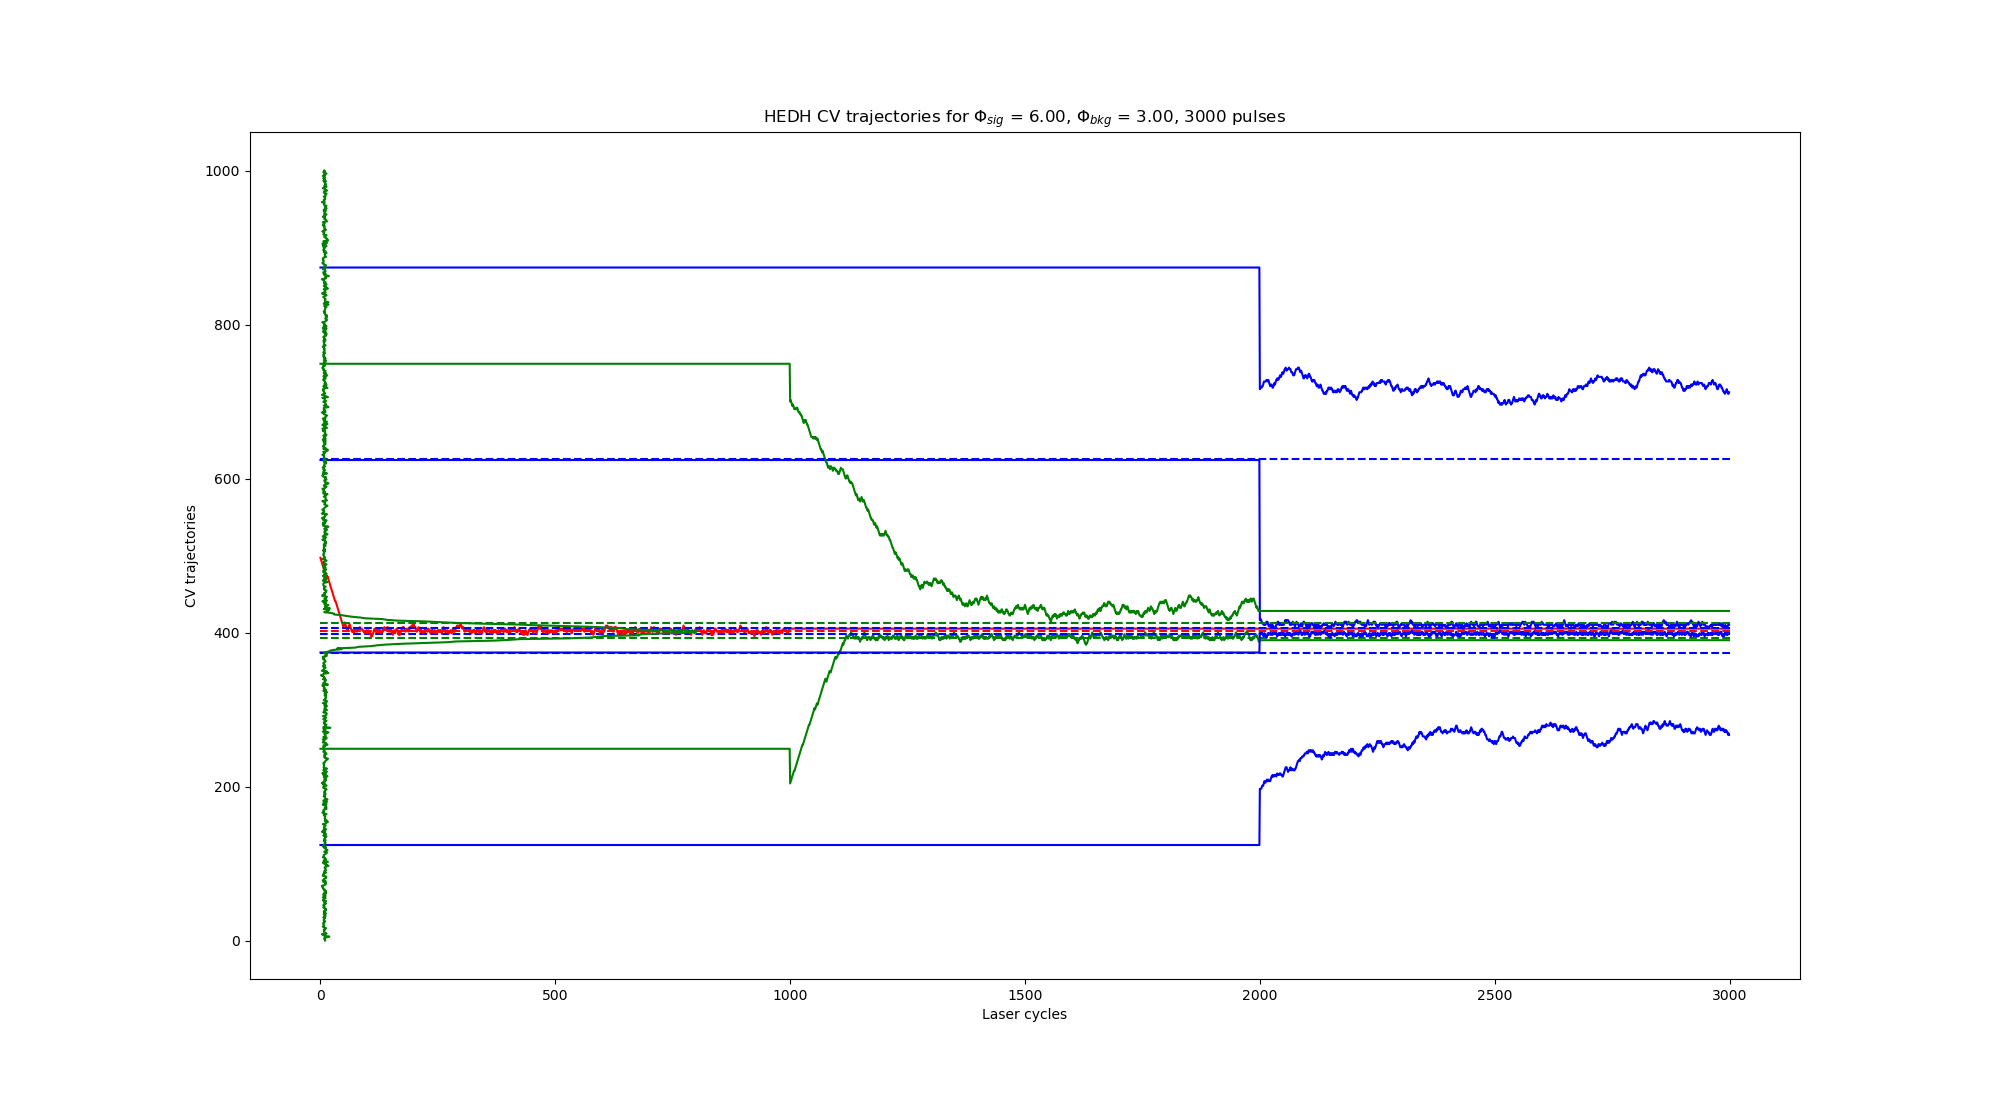 HEDH CV trajectories for Φsig = 6.00, Φbkg = 3.00, 3000 pulses
1000
800
600
400
200
0
CV trajectories
0 500 1000 1500 2000 2500 3000
Laser cycles